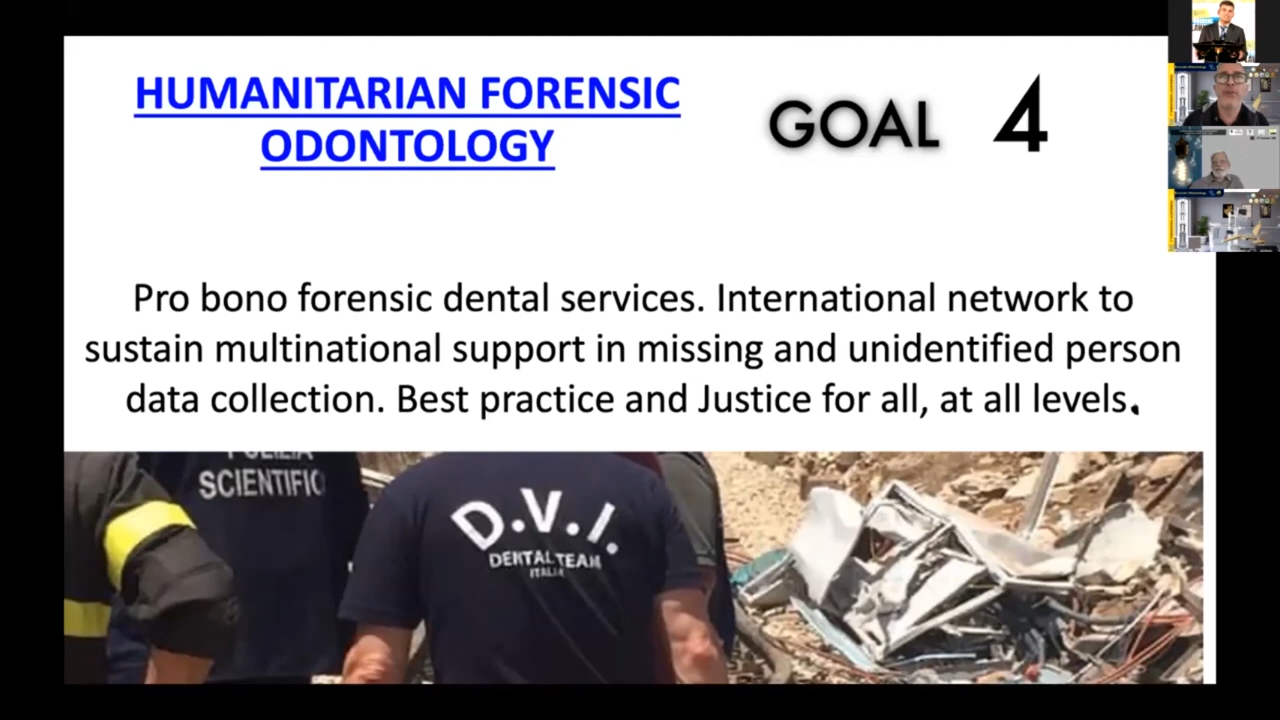 HUMANITARIAN FORENSIC
ODONTOLOGY
GOAL 4
Pro bono forensic dental services. International network to
sustain multinational support in missing and unidentified person
data collection. Best practice and Justice for all, at all levels.
SCIENTIFIC
D.V.I.
DENTAL TEAM
ITALIA